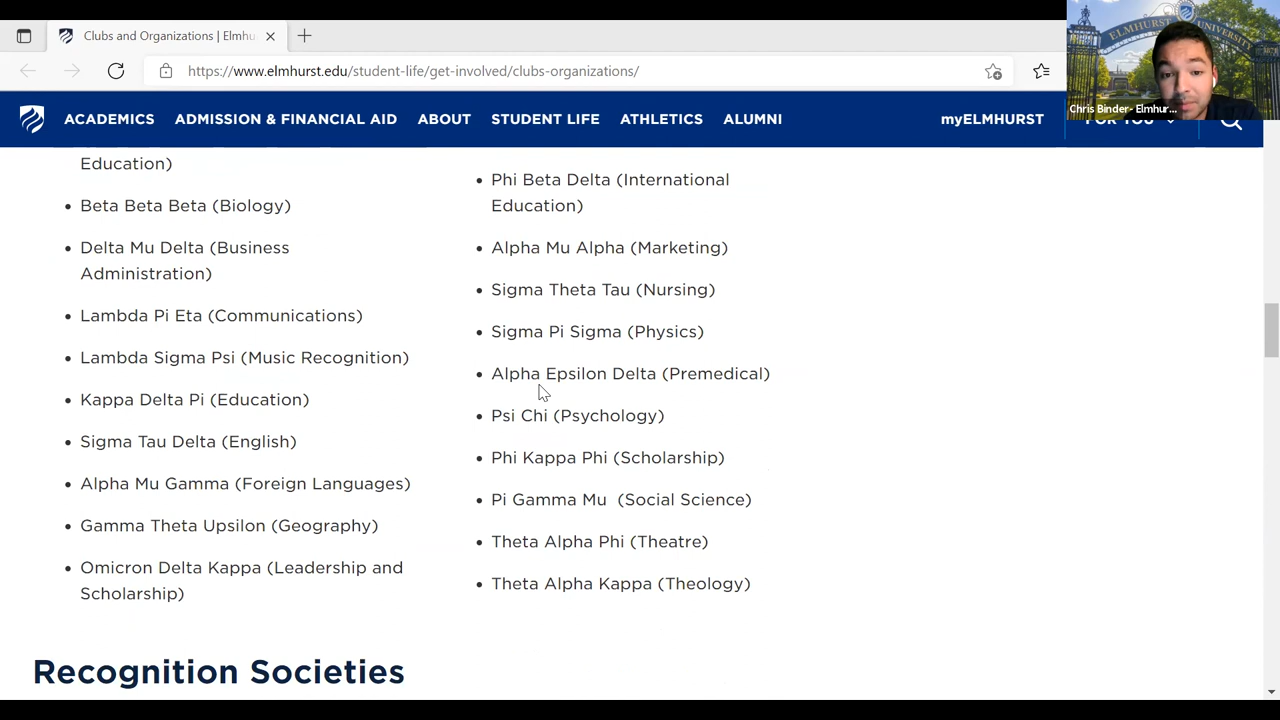 Clubs and Organizations | Elmhu
https://www.elmhurst.edu/student-life/get-involved/clubs-organizations/
ELMHURST UNIVERSITY
Chris Binder- Elmhur...
ACADEMICS ADMISSION & FINANCIAL AID ABOUT STUDENT LIFE ATHLETICS ALUMNI myELMHURST FOR YOU
Education)
Beta Beta Beta (Biology)
Delta Mu Delta (Business
Administration)
Lambda Pi Eta (Communications)
Lambda Sigma Psi (Music Recognition)
Kappa Delta Pi (Education)
Sigma Tau Delta (English)
Alpha Mu Gamma (Foreign Languages)
Gamma Theta Upsilon (Geography)
Omicron Delta Kappa (Leadership and
Scholarship)
Phi Beta Delta (International
Education)
Alpha Mu Alpha (Marketing)
Sigma Theta Tau (Nursing)
Sigma Pi Sigma (Physics)
Alpha Epsilon Delta (Premedical)
Psi Chi (Psychology)
Phi Kappa Phi (Scholarship)
Pi Gamma Mu (Social Science)
Theta Alpha Phi (Theatre)
Theta Alpha Kappa (Theology)
Recognition Societies